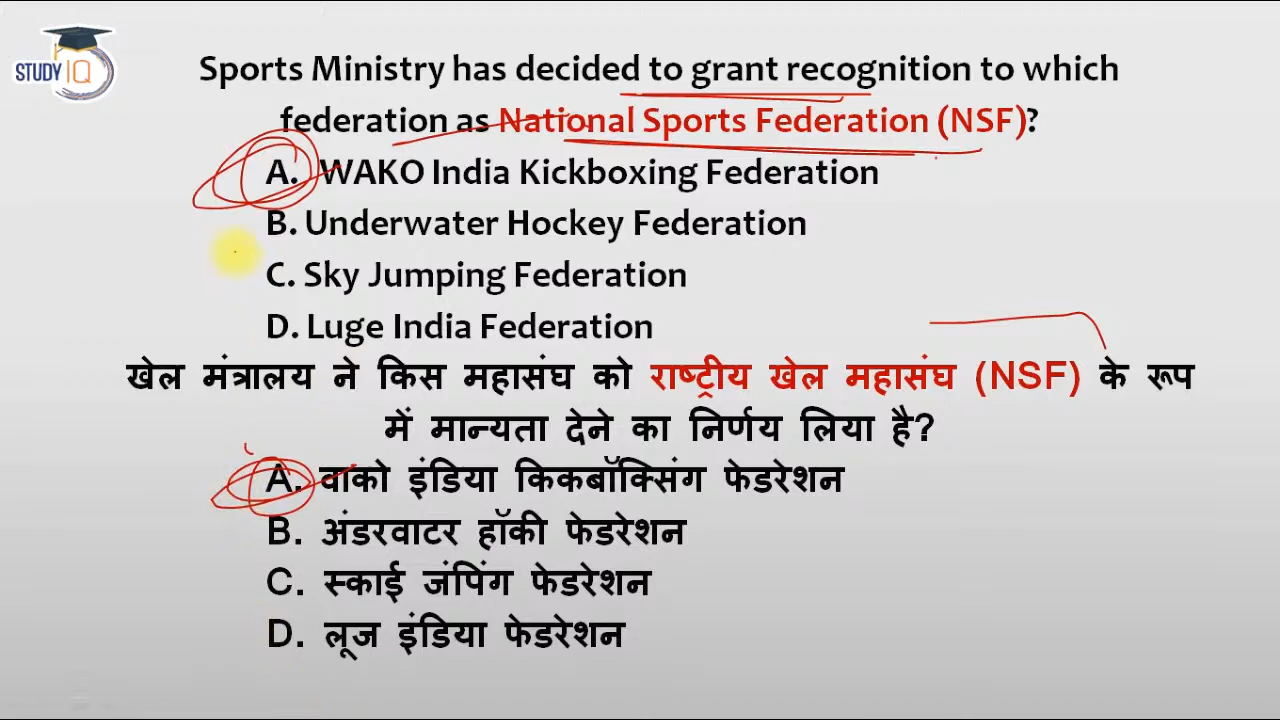 STUDY IQ
Sports Ministry has decided to grant recognition to which
federation as National Sports Federation (NSF)?
A. WAKO India Kickboxing Federation
B. Underwater Hockey Federation
C. Sky Jumping Federation
D. Luge India Federation
खेल मंत्रालय ने किस महासंघ को राष्ट्रीय खेल महासंघ (NSF) के रूप
में मान्यता देने का निर्णय लिया है?
A. वाको इंडिया किकबॉक्सिंग फेडरेशन
B. अंडरवाटर हॉकी फेडरेशन
C. स्काई जंपिंग फेडरेशन
D. लूज इंडिया फेडरेशन